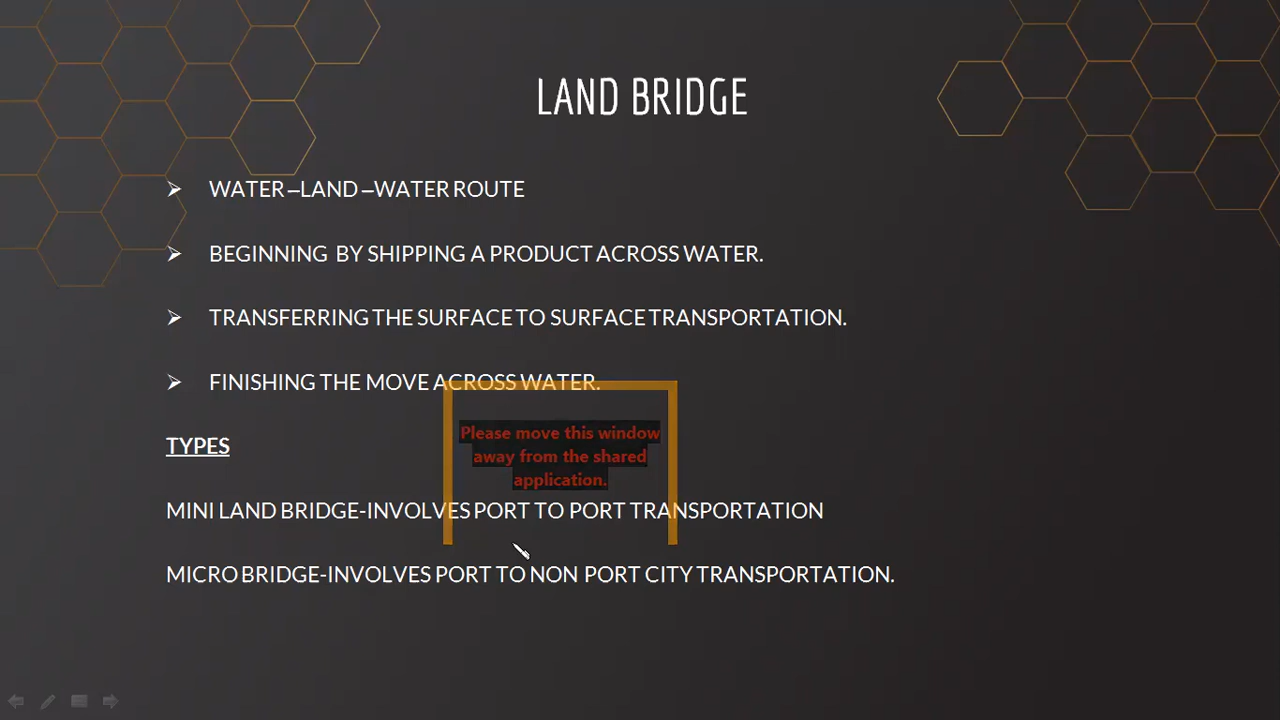 LAND BRIDGE
WATER –LAND –WATER ROUTE
BEGINNING BY SHIPPING A PRODUCT ACROSS WATER.
TRANSFERRING THE SURFACE TO SURFACE TRANSPORTATION.
FINISHING THE MOVE ACROSS WATER.
Please move this window
away from the shared
application.
TYPES
MINI LAND BRIDGE-INVOLVES PORT TO PORT TRANSPORTATION
MICRO BRIDGE-INVOLVES PORT TO NON PORT CITY TRANSPORTATION.